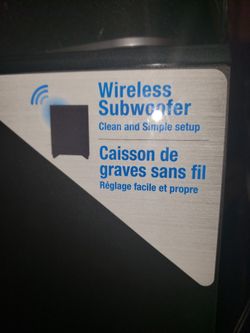 Wireless
Subwoofer
Clean and Simple setup
Caisson de
graves sans fil
Réglage facile et propre